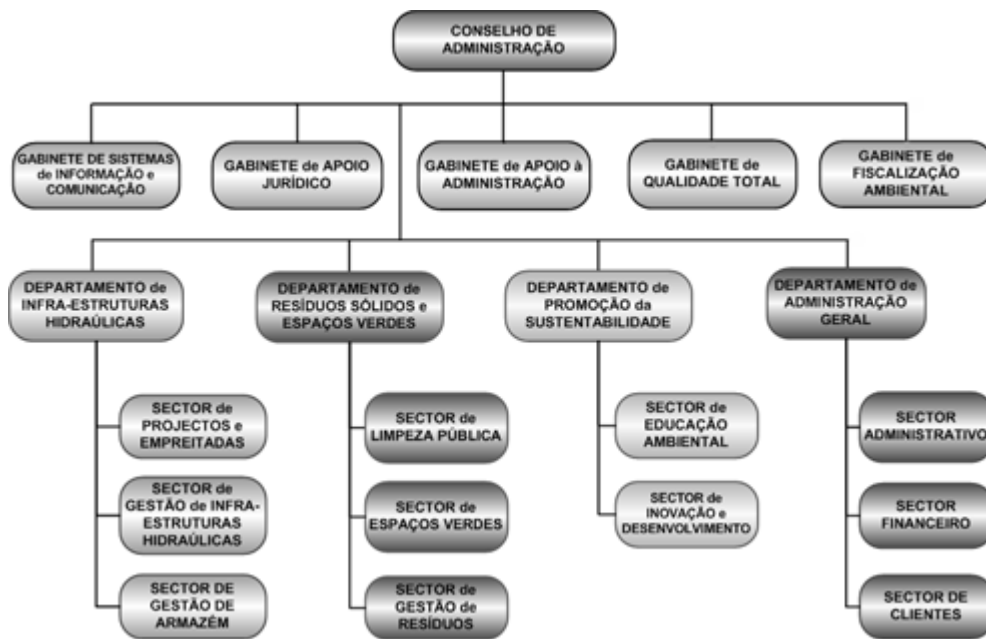 CONSELHO DE
ADMINISTRAÇÃO
GABINETE DE SISTEMAS
de INFORMAÇÃO e
COMUNICAÇÃO
GABINETE de APOIO
JURÍDICO
GABINETE de APOIO à
ADMINISTRAÇÃO
GABINETE de
QUALIDADE TOTAL
GABINETE de
FISCALIZAÇÃO
AMBIENTAL
DEPARTAMENTO de
INFRA-ESTRUTURAS
HIDRAÚLICAS
DEPARTAMENTO de
RESÍDUOS SÓLIDOS e
ESPAÇOS VERDES
DEPARTAMENTO de
PROMOÇÃO da
SUSTENTABILIDADE
DEPARTAMENTO de
ADMINISTRAÇÃO
GERAL
SECTOR de
PROJECTOS e
EMPREITADAS
SECTOR de
GESTÃO de INFRA-
ESTRUTURAS
HIDRAÚLICAS
SECTOR DE
GESTÃO DE
ARMAZÉM
SECTOR de
LIMPEZA PÚBLICA
SECTOR de
ESPAÇOS VERDES
SECTOR de
GESTÃO de
RESÍDUOS
SECTOR de
EDUCAÇÃO
AMBIENTAL
SECTOR de
INOVAÇÃO e
DESENVOLVIMENTO
SECTOR
ADMINISTRATIVO
SECTOR
FINANCEIRO
SECTOR DE
CLIENTES